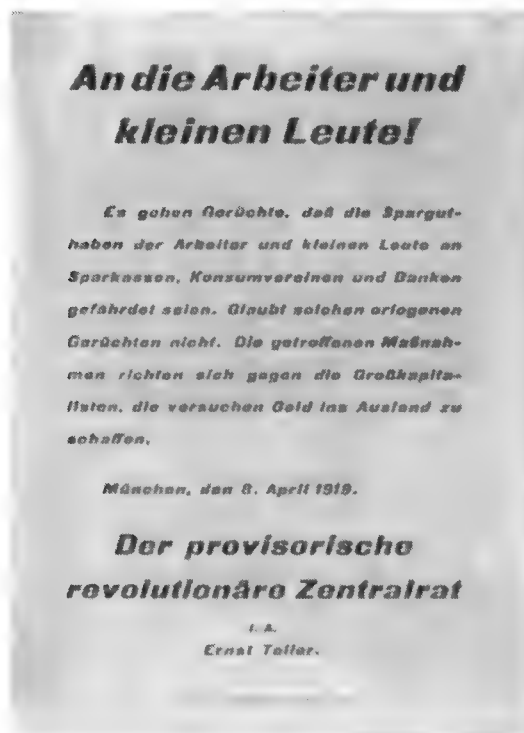 An die Arbeiter und
kleinen Leute!
Es gehen Gerüchte, daß die Spargut-
haben der Arbeiter und kleinen Leute an
Sparkassen, Konsumvereinen und Banken
gefährdet seien. Glaubt solchen erlogenen
Gerüchten nicht. Die getroffenen Maßnah-
men richten sich gegen die Großkapita-
listen, die versuchen Geld ins Ausland zu
schaffen.
München, den 8. April 1919.
Der provisorische
revolutionäre Zentralrat
I. A.
Ernst Toller.